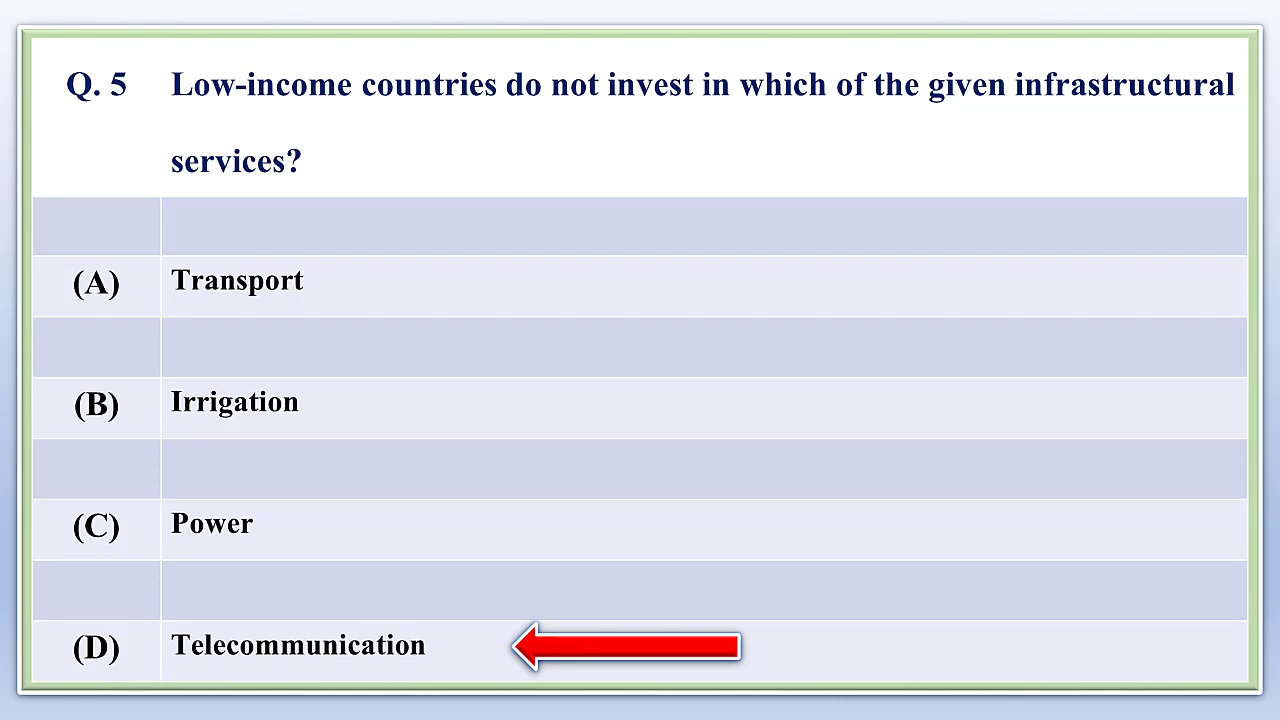 Q. 5 Low-income countries do not invest in which of the given infrastructural
services?
(A) Transport
(B) Irrigation
(C) Power
(D) Telecommunication